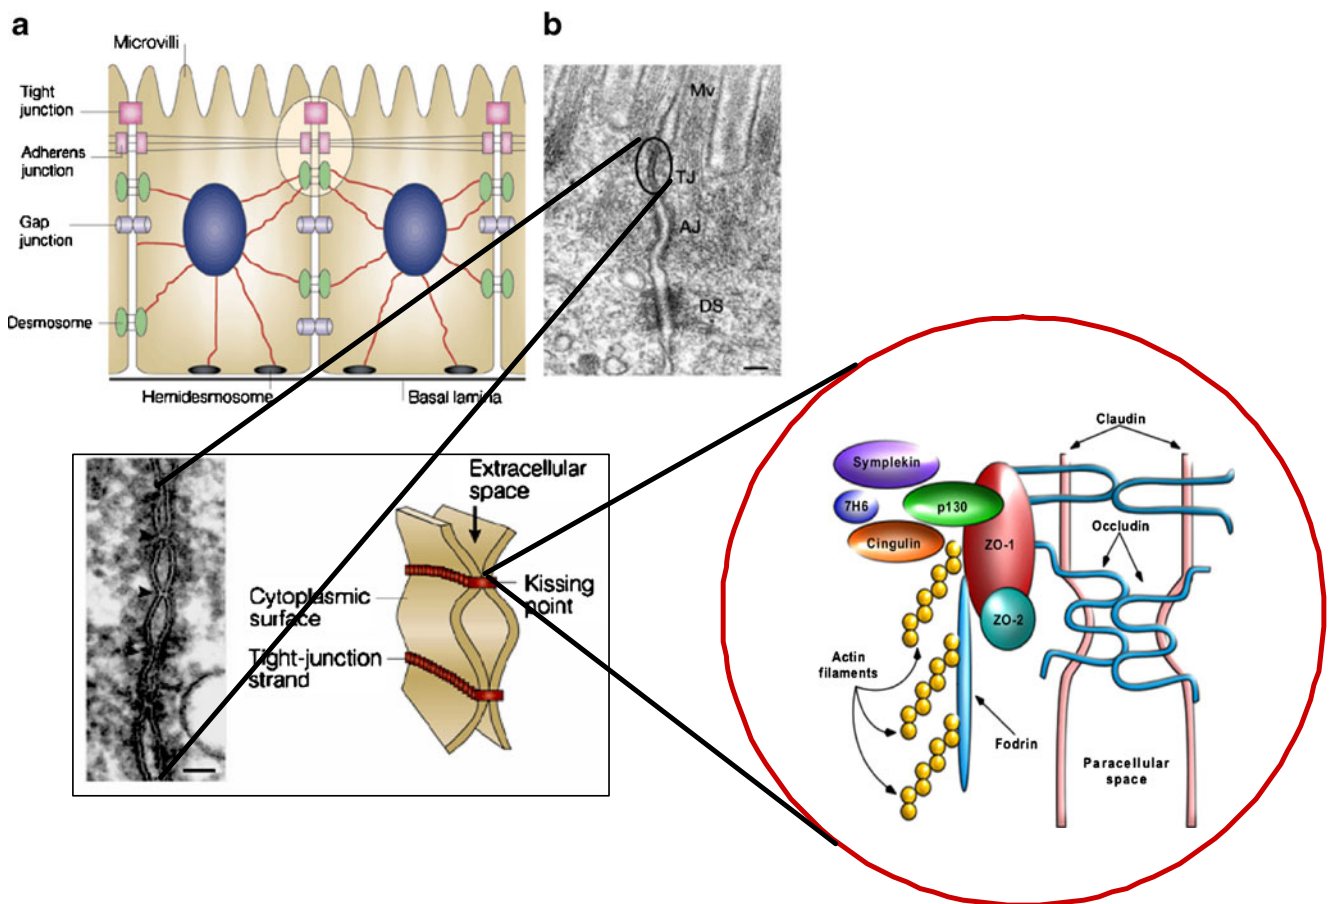 a
Microvilli
Tight
junction
Adherens
junction
Gap
junction
Desmosome
Hemidesmosome
Basal lamina
b
Mv
TJ
AJ
DS
Extracellular
space
Kissing
point
Cytoplasmic
surface
Tight-junction
strand
Claudin
Symplekin
7H6
p130
Cingulin
ZO-1
Occludin
ZO-2
Actin
filaments
Fodrin
Paracellular
space